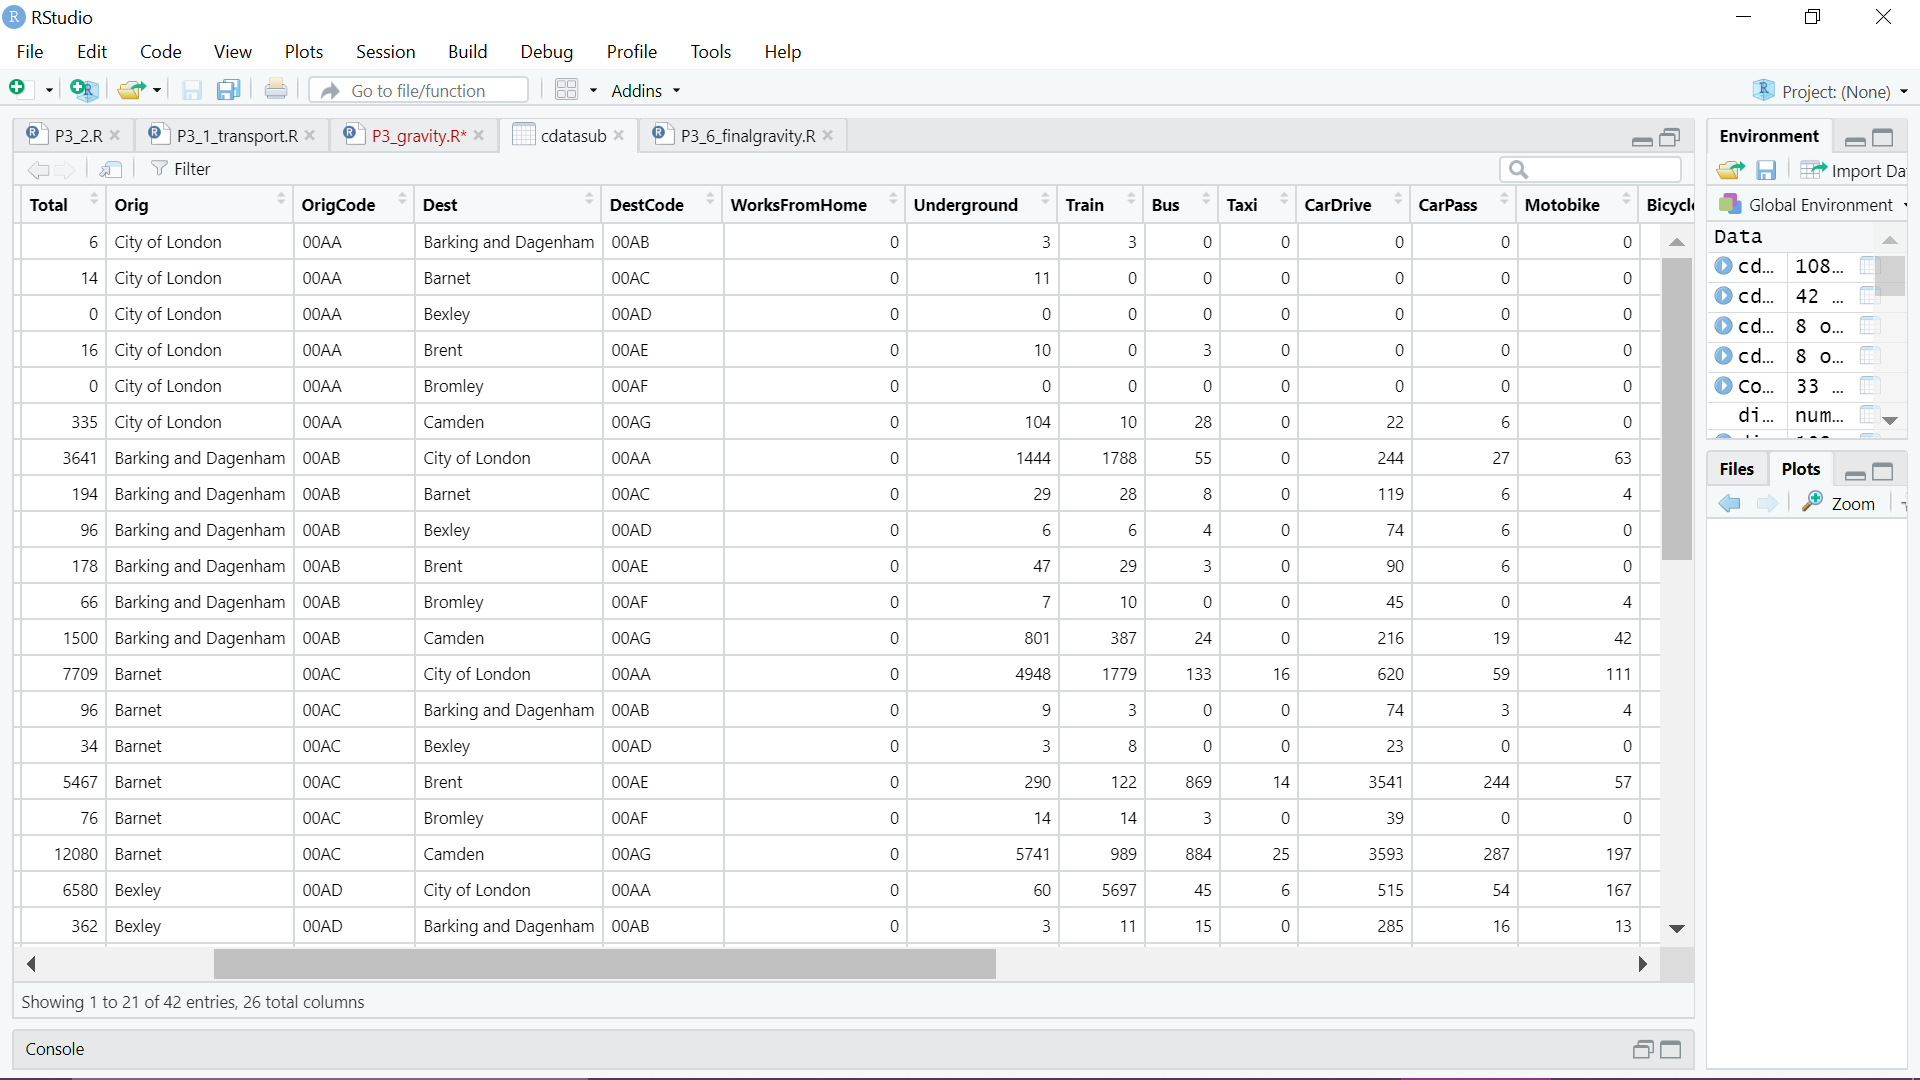 RStudio
File Edit Code View Plots Session Build Debug Profile Tools Help
Go to file/function Addins Project: (None)
P3_2.R P3_1_transport.R P3_gravity.R* cdatasub P3_6_finalgravity.R
Filter
Total Orig OrigCode Dest DestCode WorksFromHome Underground Train Bus Taxi CarDrive CarPass Motobike
6 City of London 00AA Barking and Dagenham 00AB 0 3 3 0 0 0 0 0
14 City of London 00AA Barnet 00AC 0 11 0 0 0 0 0 0
0 City of London 00AA Bexley 00AD 0 0 0 0 0 0 0 0
16 City of London 00AA Brent 00AE 0 10 0 3 0 0 0 0
0 City of London 00AA Bromley 00AF 0 0 0 0 0 0 0 0
335 City of London 00AA Camden 00AG 0 104 10 28 0 22 6 0
3641 Barking and Dagenham 00AB City of London 00AA 0 1444 1788 55 0 244 27 63
194 Barking and Dagenham 00AB Barnet 00AC 0 29 28 8 0 119 6 4
96 Barking and Dagenham 00AB Bexley 00AD 0 6 6 4 0 74 6 0
178 Barking and Dagenham 00AB Brent 00AE 0 47 29 3 0 90 6 0
66 Barking and Dagenham 00AB Bromley 00AF 0 7 10 0 0 45 0 4
1500 Barking and Dagenham 00AB Camden 00AG 0 801 387 24 0 216 19 42
7709 Barnet 00AC City of London 00AA 0 4948 1779 133 16 620 59 111
96 Barnet 00AC Barking and Dagenham 00AB 0 9 3 0 0 74 3 4
34 Barnet 00AC Bexley 00AD 0 3 8 0 0 23 0 0
5467 Barnet 00AC Brent 00AE 0 290 122 869 14 3541 244 57
76 Barnet 00AC Bromley 00AF 0 14 14 3 0 39 0 0
12080 Barnet 00AC Camden 00AG 0 5741 989 884 25 3593 287 197
6580 Bexley 00AD City of London 00AA 0 60 5697 45 6 515 54 167
362 Bexley 00AD Barking and Dagenham 00AB 0 3 11 15 0 285 16 13
Showing 1 to 21 of 42 entries, 26 total columns
Console
Environment
Import Da
Global Environment
Data
cd... 108...
cd... 42 ...
cd... 8 o...
cd... 8 o...
Co... 33 ...
di... num...
Files Plots
Zoom